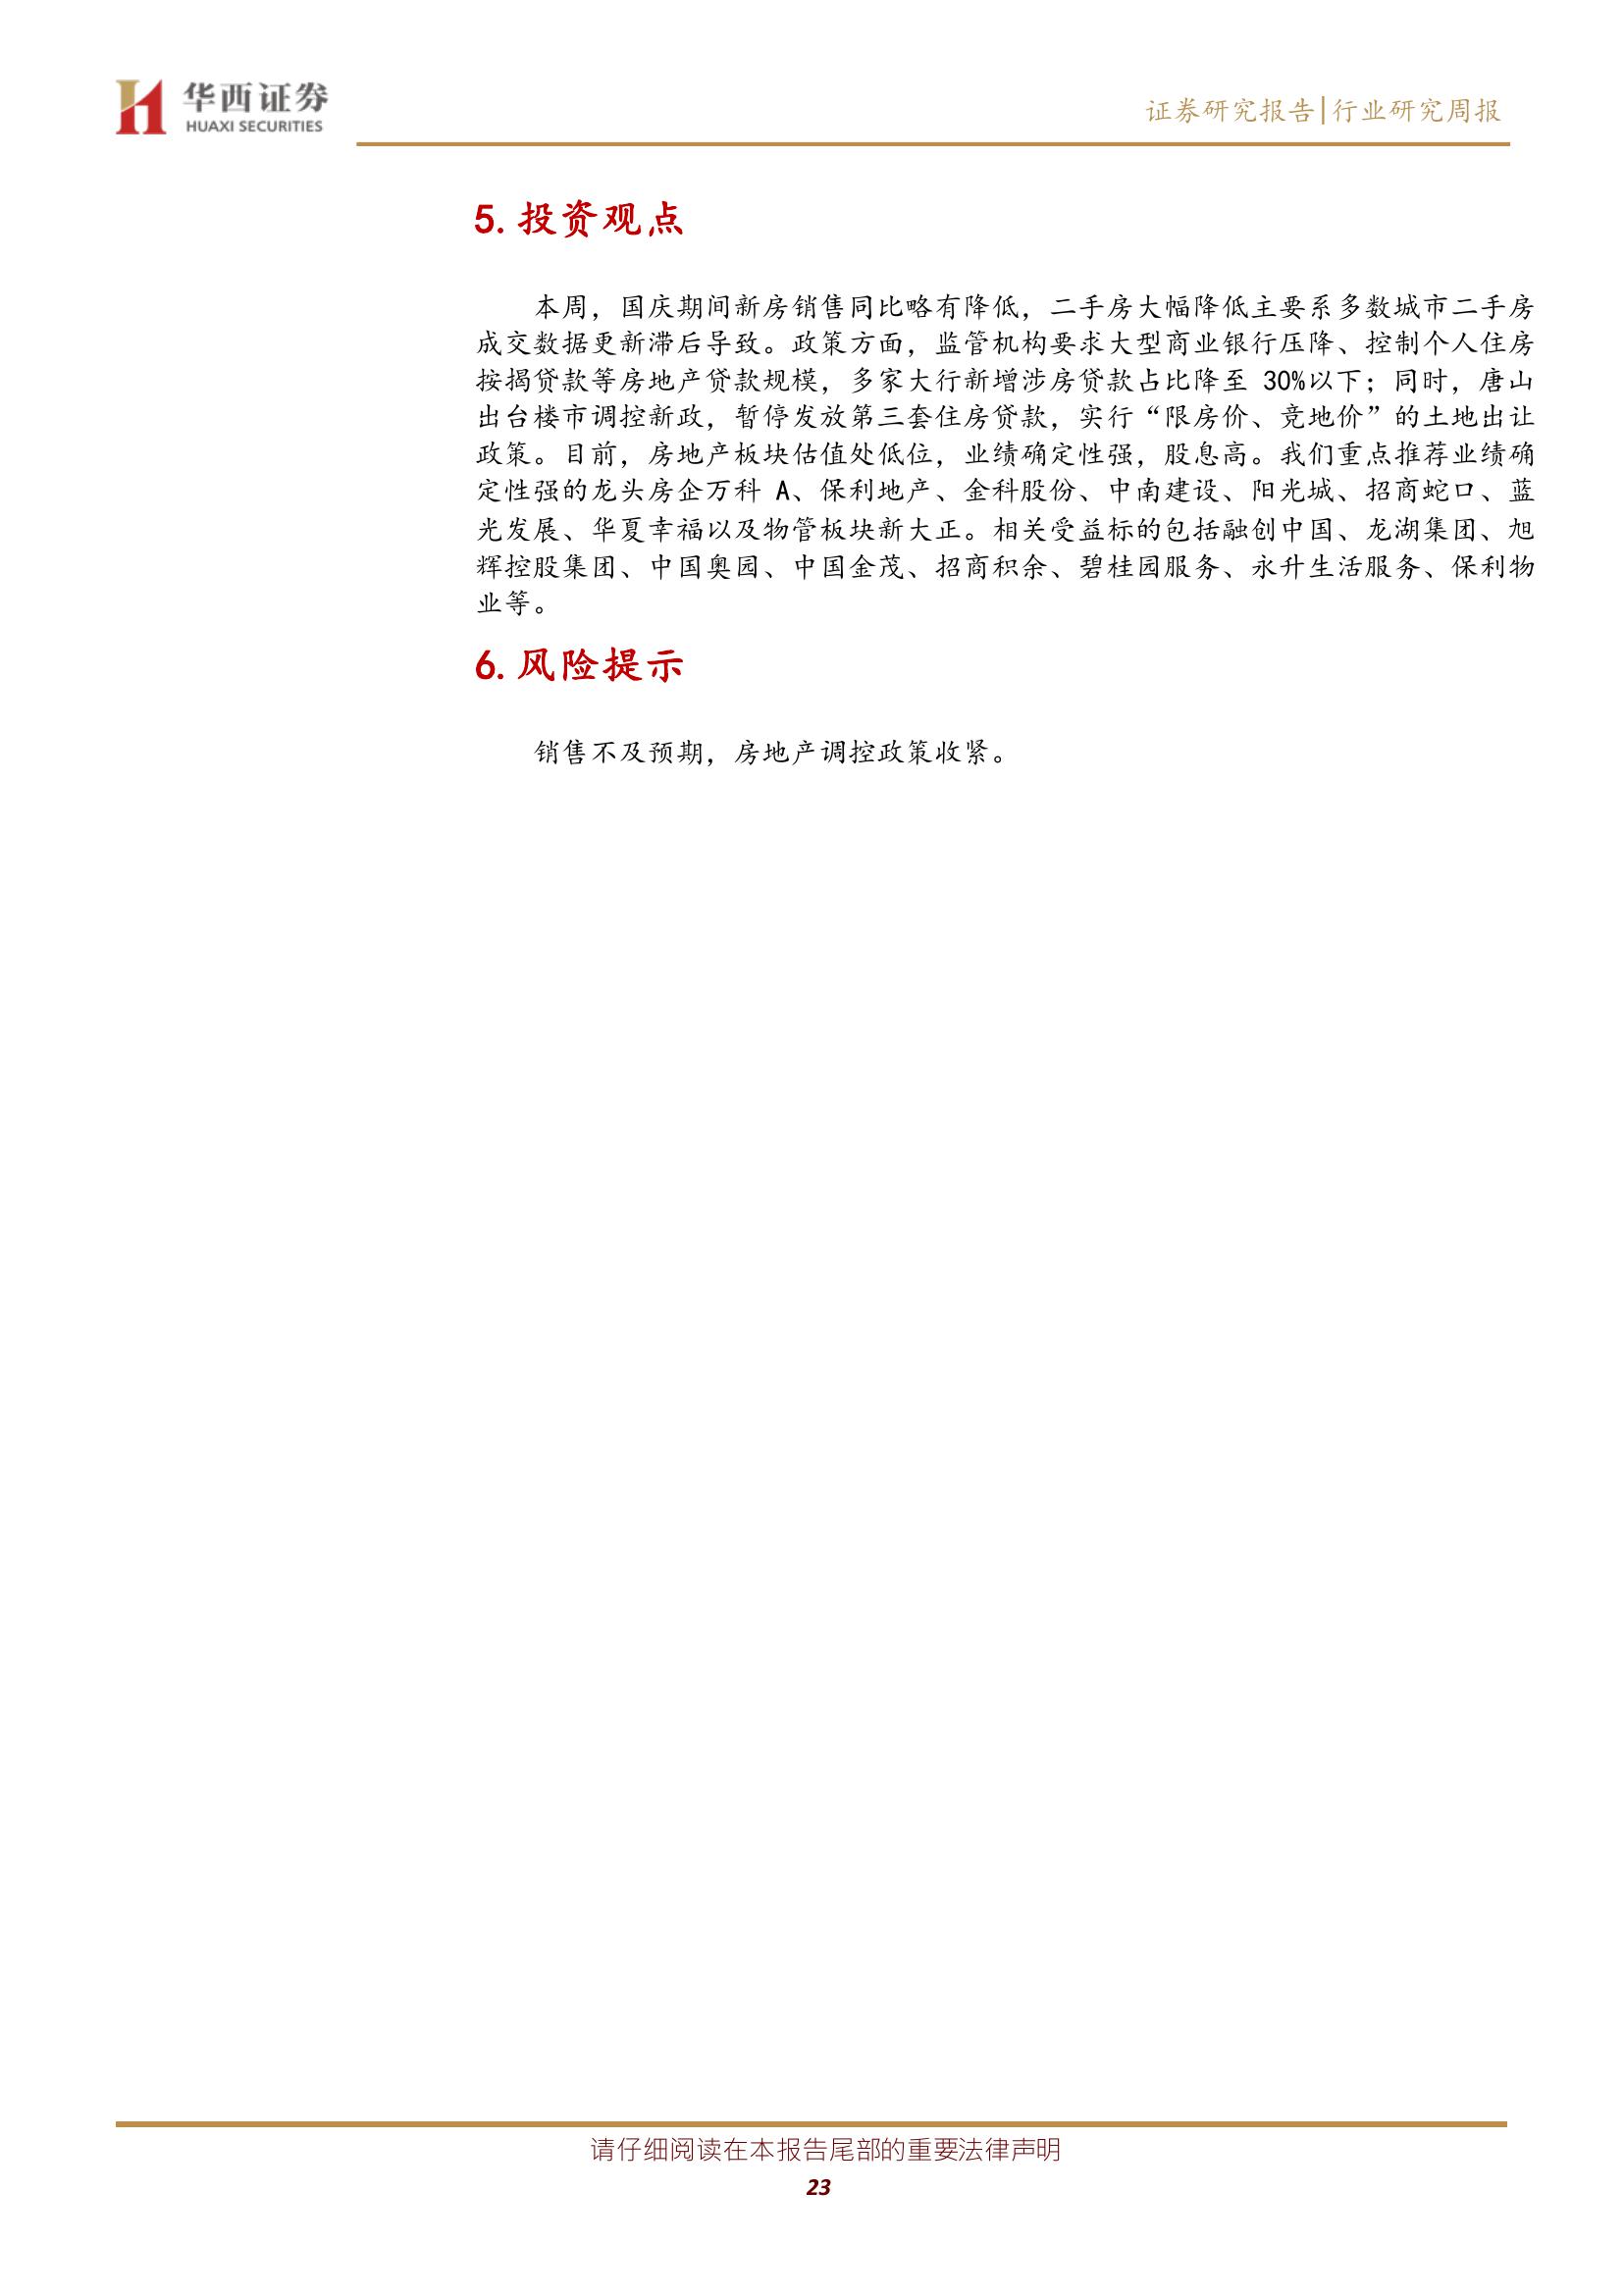 华西证券
HUAXI SECURITIES
证券研究报告|行业研究周报
5.投资观点
本周，国庆期间新房销售同比略有降低，二手房大幅降低主要系多数城市二手房
成交数据更新滞后导致。政策方面，监管机构要求大型商业银行压降、控制个人住房
按揭贷款等房地产贷款规模，多家大行新增涉房贷款占比降至 30%以下；同时，唐山
出台楼市调控新政，暂停发放第三套住房贷款，实行“限房价、竞地价”的土地出让
政策。目前，房地产板块估值处低位，业绩确定性强，股息高。我们重点推荐业绩确
定性强的龙头房企万科 A、保利地产、金科股份、中南建设、阳光城、招商蛇口、蓝
光发展、华夏幸福以及物管板块新大正。相关受益标的包括融创中国、龙湖集团、旭
辉控股集团、中国奥园、中国金茂、招商积余、碧桂园服务、永升生活服务、保利物
业等。
6.风险提示
销售不及预期，房地产调控政策收紧。
请仔细阅读在本报告尾部的重要法律声明
23